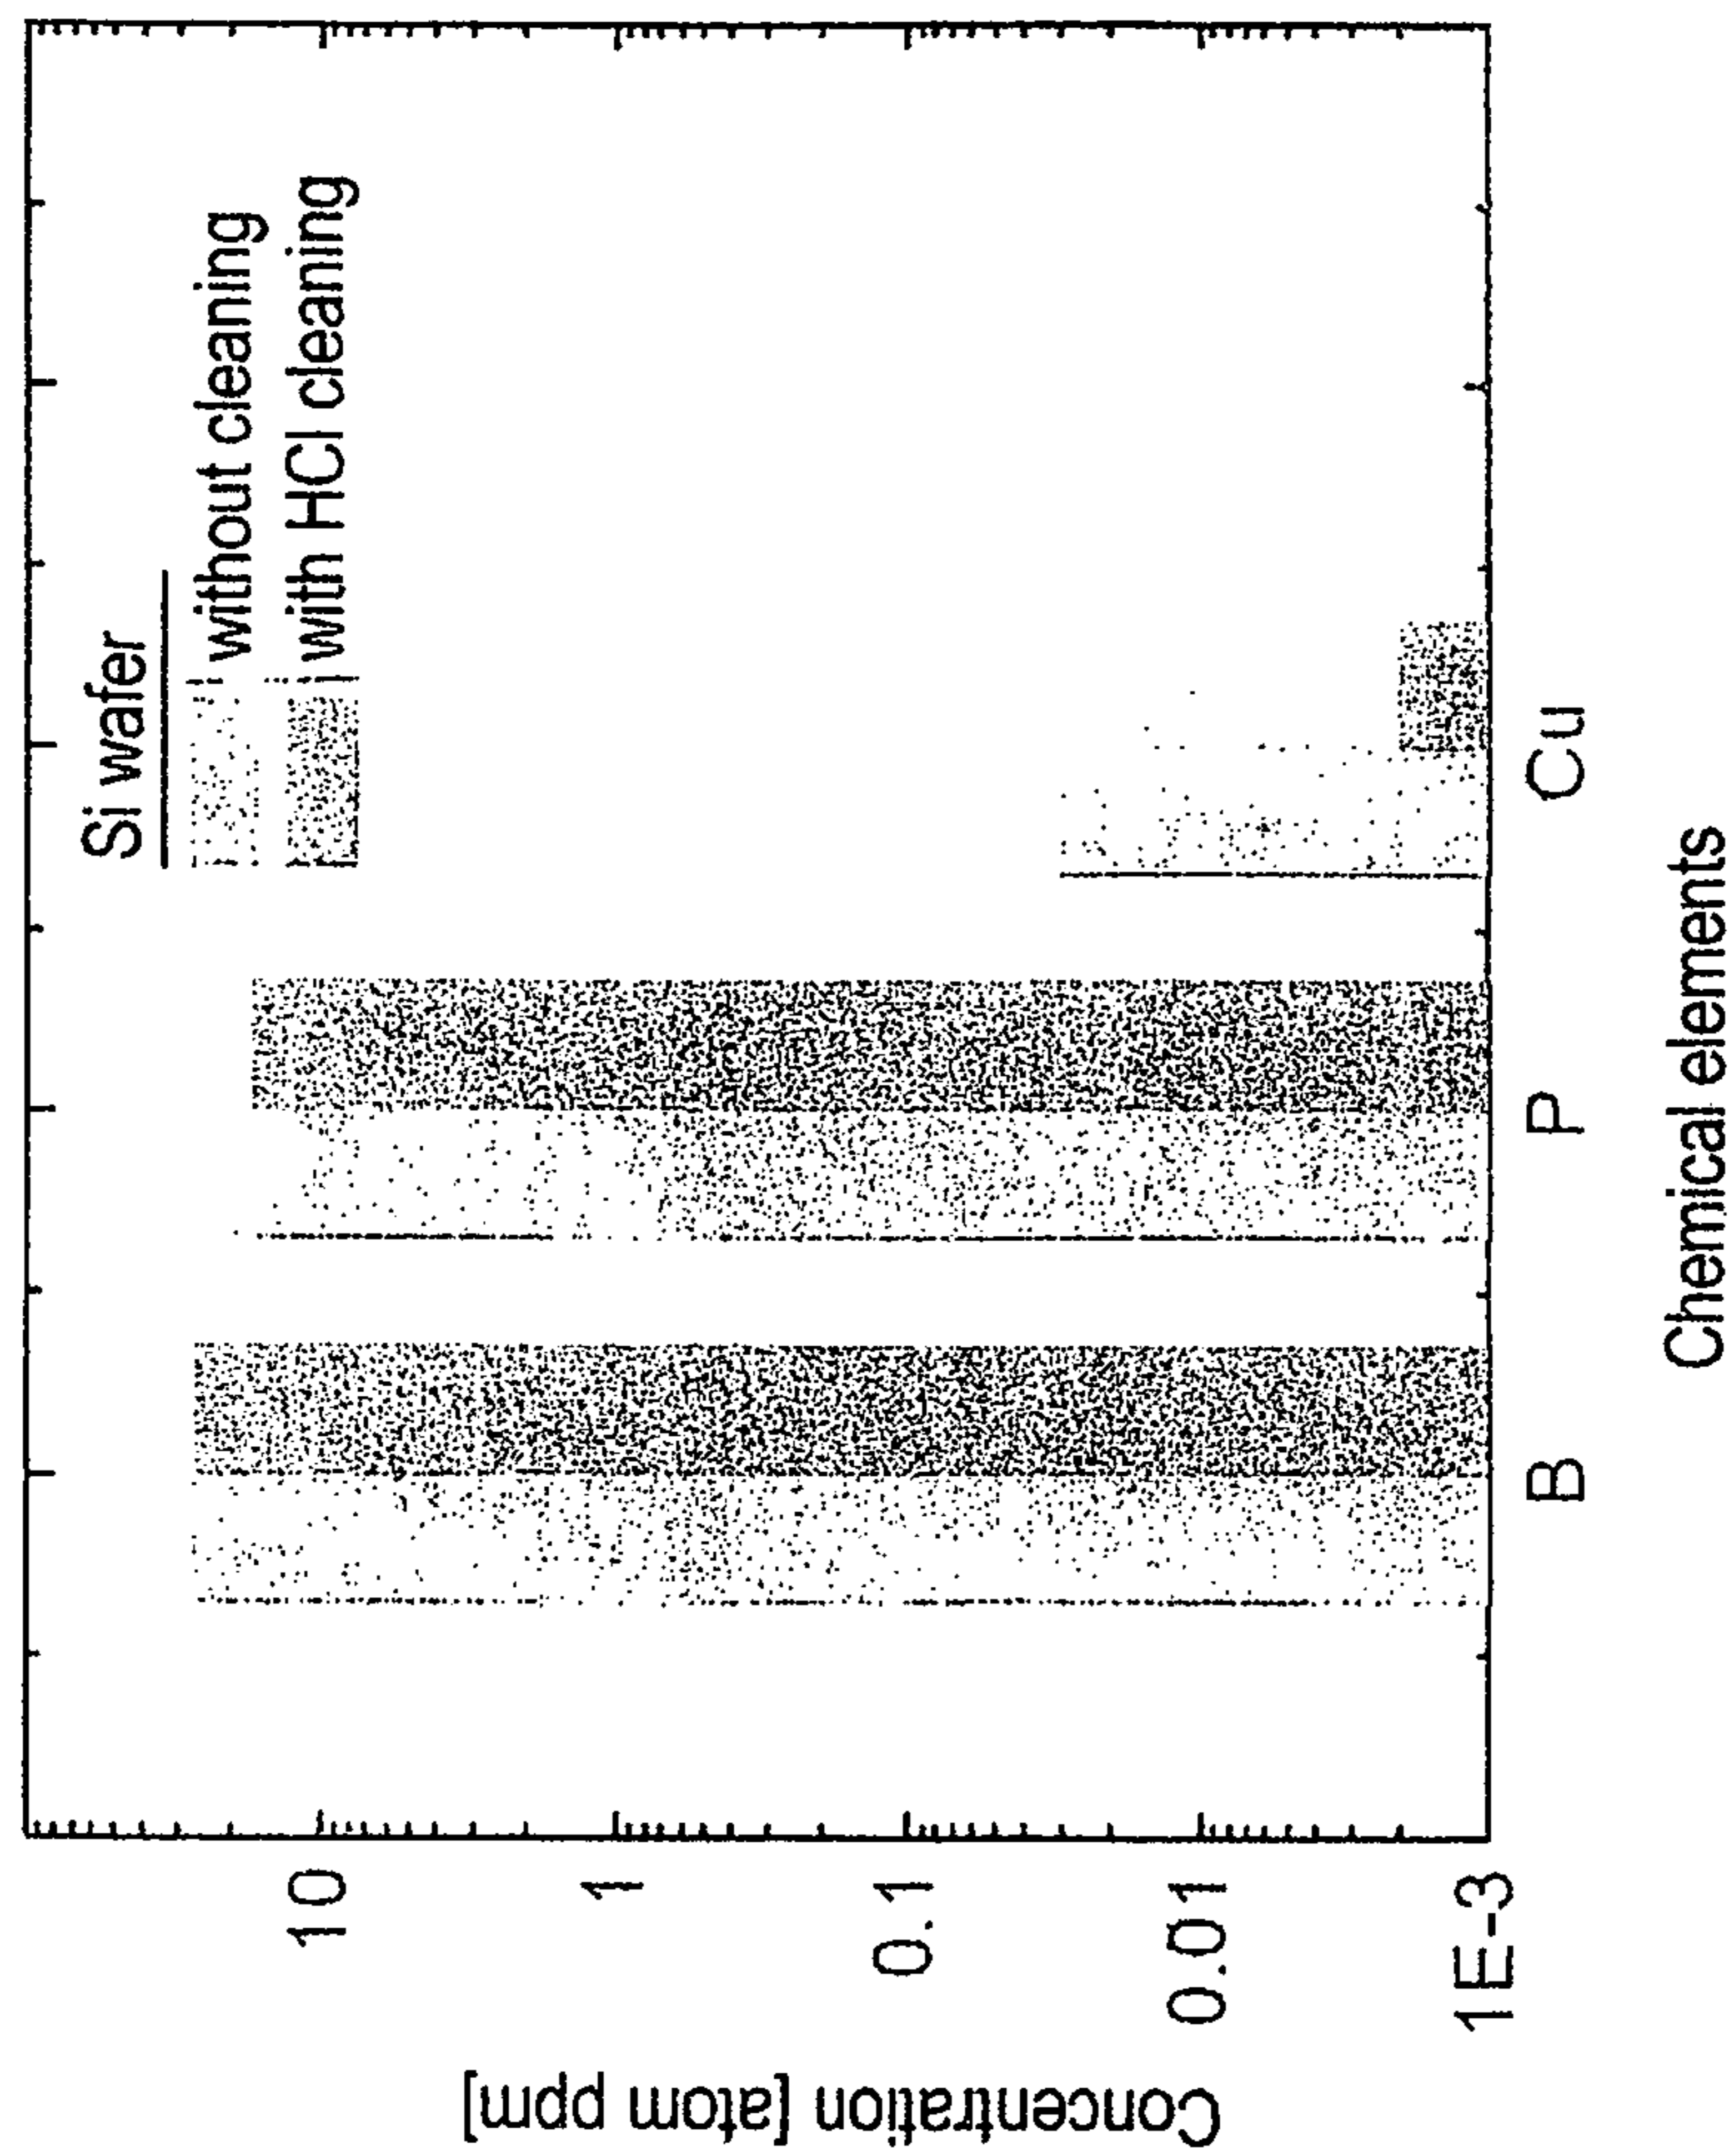 Concentration [atom ppm]
10
1
0.1
0.01
1E-3
Si wafer
without cleaning
with HCl cleaning
B
P
Cu
Chemical elements